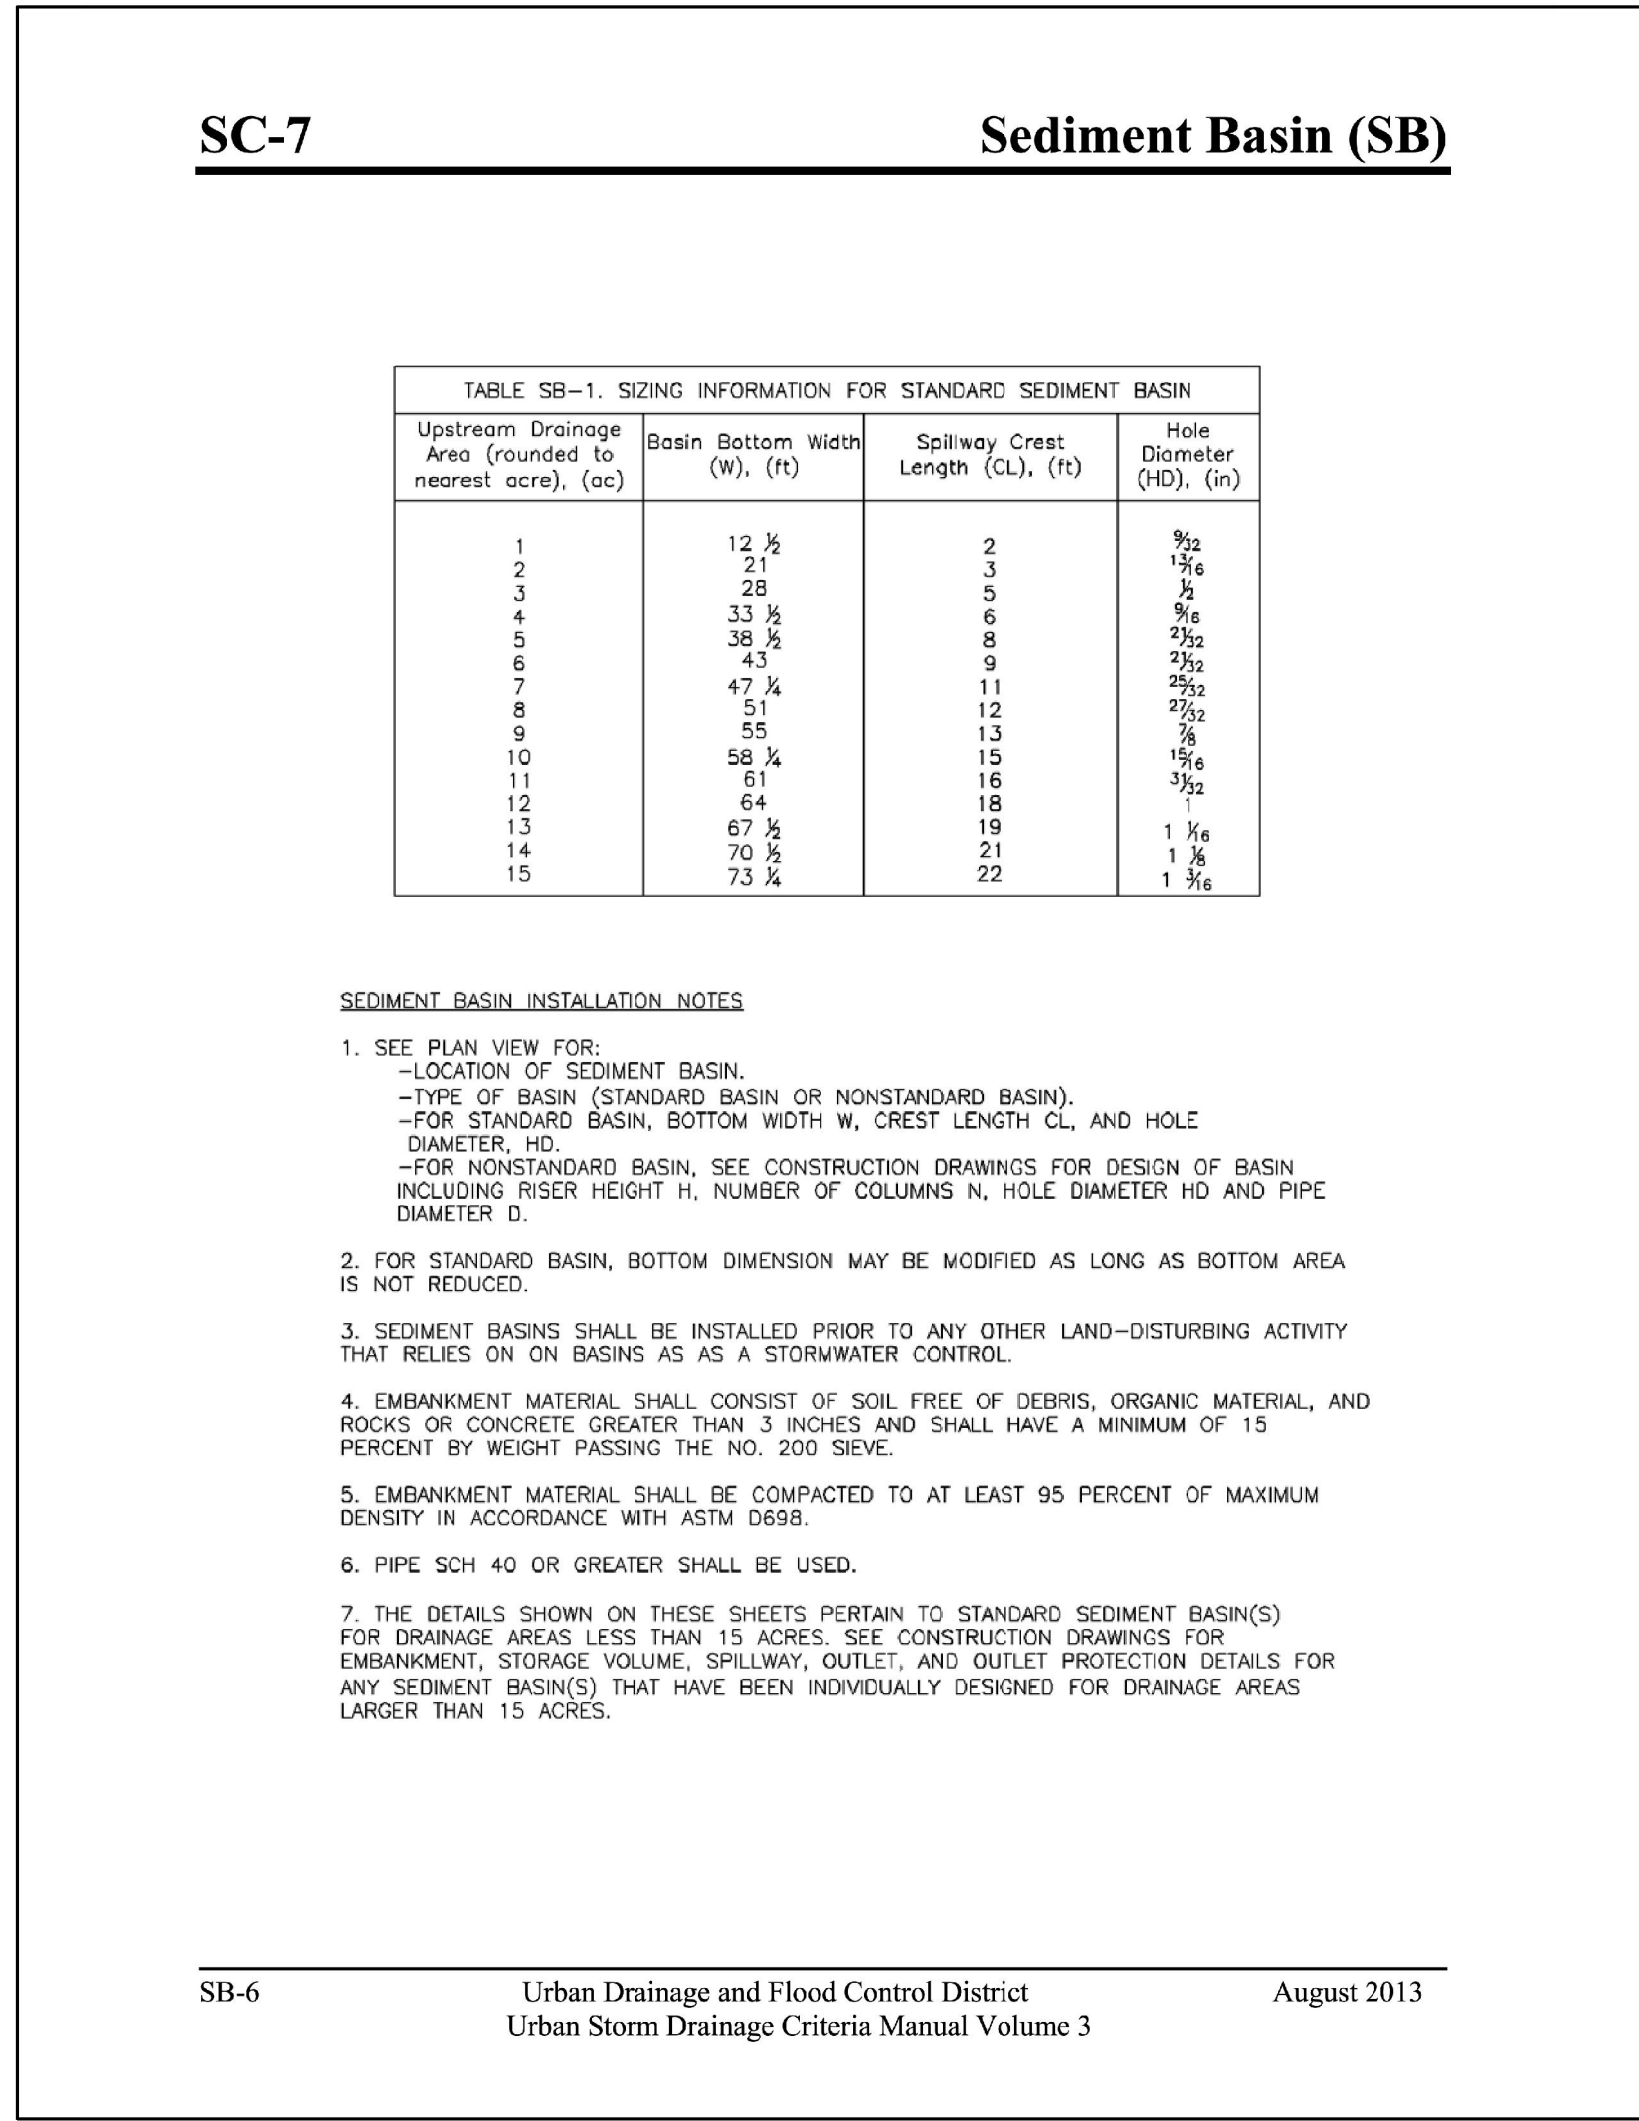 SC-7 Sediment Basin (SB)
TABLE SB-1. SIZING INFORMATION FOR STANDARD SEDIMENT BASIN
Upstream Drainage Area (rounded to nearest acre), (ac) Basin Bottom Width (W), (ft) Spillway Crest Length (CL), (ft) Hole Diameter (HD), (in)
1 12 ½ 2 9/32
2 21 3 13/16
3 28 5 ½
4 33 ½ 6 9/16
5 38 ½ 8 21/32
6 43 9 21/32
7 47 ¼ 11 25/32
8 51 12 27/32
9 55 13 7/8
10 58 ¼ 15 15/16
11 61 16 31/32
12 64 18 1
13 67 ½ 19 1 1/16
14 70 ½ 21 1 1/8
15 73 ¼ 22 1 3/16
SEDIMENT BASIN INSTALLATION NOTES
1. SEE PLAN VIEW FOR:
-LOCATION OF SEDIMENT BASIN.
-TYPE OF BASIN (STANDARD BASIN OR NONSTANDARD BASIN).
-FOR STANDARD BASIN, BOTTOM WIDTH W, CREST LENGTH CL, AND HOLE
DIAMETER, HD.
-FOR NONSTANDARD BASIN, SEE CONSTRUCTION DRAWINGS FOR DESIGN OF BASIN
INCLUDING RISER HEIGHT H, NUMBER OF COLUMNS N, HOLE DIAMETER HD AND PIPE
DIAMETER D.
2. FOR STANDARD BASIN, BOTTOM DIMENSION MAY BE MODIFIED AS LONG AS BOTTOM AREA
IS NOT REDUCED.
3. SEDIMENT BASINS SHALL BE INSTALLED PRIOR TO ANY OTHER LAND-DISTURBING ACTIVITY
THAT RELIES ON ON BASINS AS AS A STORMWATER CONTROL.
4. EMBANKMENT MATERIAL SHALL CONSIST OF SOIL FREE OF DEBRIS, ORGANIC MATERIAL, AND
ROCKS OR CONCRETE GREATER THAN 3 INCHES AND SHALL HAVE A MINIMUM OF 15
PERCENT BY WEIGHT PASSING THE NO. 200 SIEVE.
5. EMBANKMENT MATERIAL SHALL BE COMPACTED TO AT LEAST 95 PERCENT OF MAXIMUM
DENSITY IN ACCORDANCE WITH ASTM D698.
6. PIPE SCH 40 OR GREATER SHALL BE USED.
7. THE DETAILS SHOWN ON THESE SHEETS PERTAIN TO STANDARD SEDIMENT BASIN(S)
FOR DRAINAGE AREAS LESS THAN 15 ACRES. SEE CONSTRUCTION DRAWINGS FOR
EMBANKMENT, STORAGE VOLUME, SPILLWAY, OUTLET, AND OUTLET PROTECTION DETAILS FOR
ANY SEDIMENT BASIN(S) THAT HAVE BEEN INDIVIDUALLY DESIGNED FOR DRAINAGE AREAS
LARGER THAN 15 ACRES.
SB-6 Urban Drainage and Flood Control District August 2013
Urban Storm Drainage Criteria Manual Volume 3